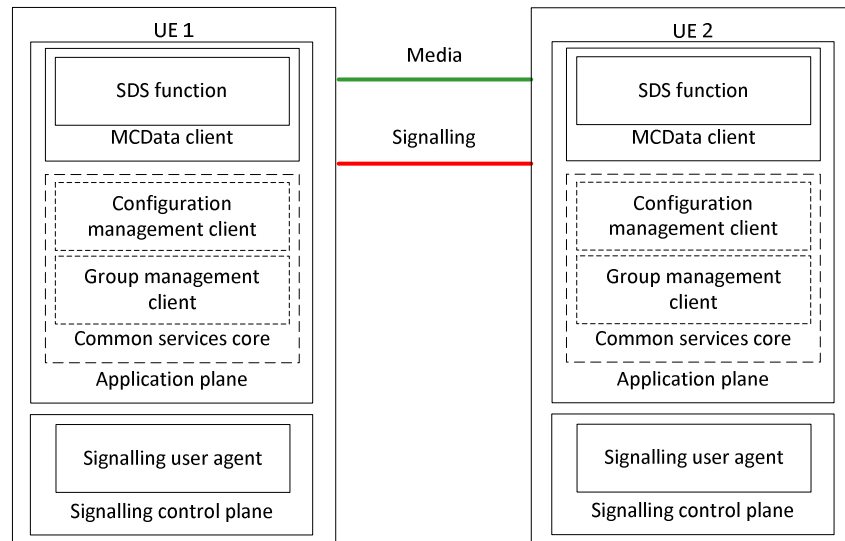 UE 1
SDS function
MCData client
Configuration
management client
Group management
client
Common services core
Application plane
Signalling user agent
Signalling control plane
Media
Signalling
UE 2
SDS function
MCData client
Configuration
management client
Group management
client
Common services core
Application plane
Signalling user agent
Signalling control plane